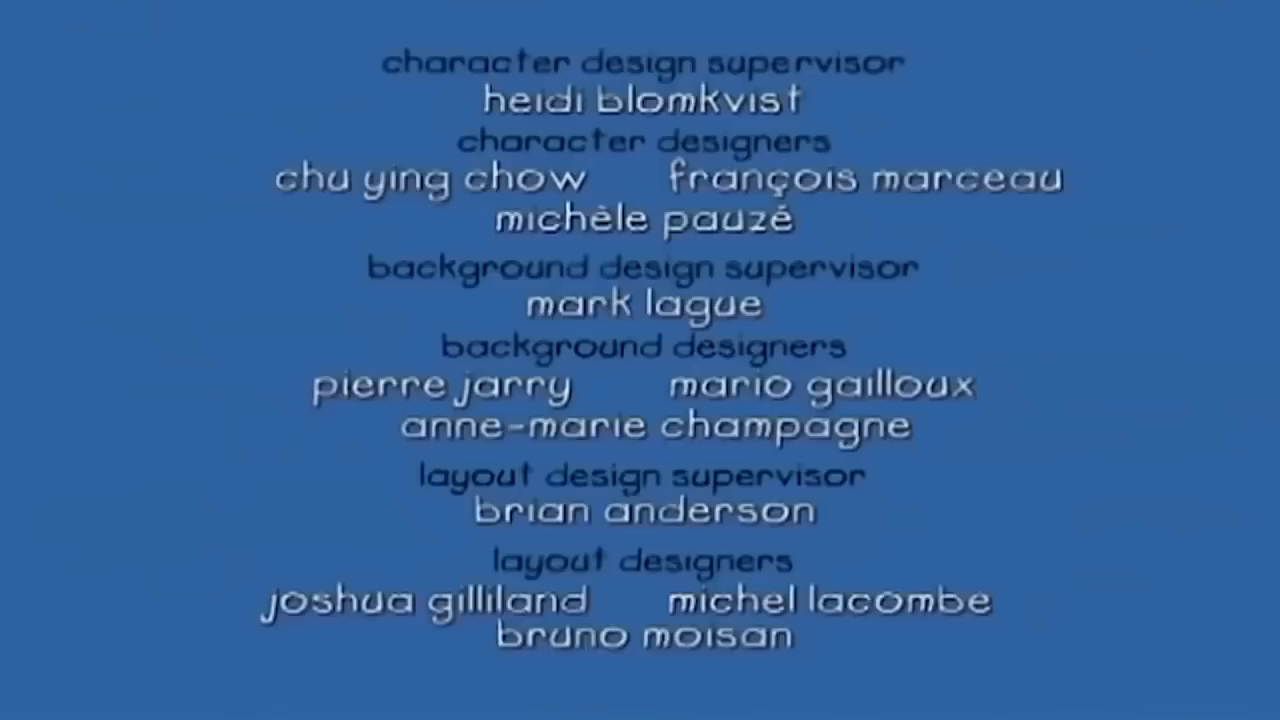 character design supervisor
heidi blomkvist
character designers
chu ying chow françois marceau
michèle pauzé
background design supervisor
mark lague
background designers
pierre jarry mario gailloux
anne-marie champagne
layout design supervisor
brian anderson
layout designers
joshua gilliland michel lacombe
bruno moisan